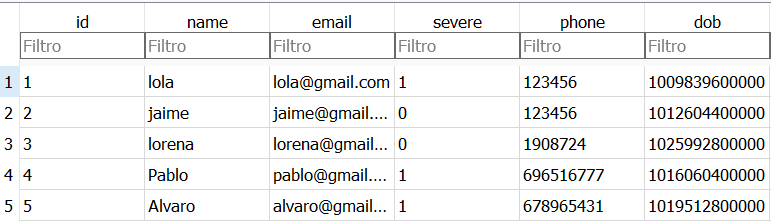 id name email severe phone dob
Filtro Filtro Filtro Filtro Filtro Filtro
1 1 lola lola@gmail.com 1 123456 1009839600000
2 2 jaime jaime@gmail.... 0 123456 1012604400000
3 3 lorena lorena@gmail... 0 1908724 1025992800000
4 4 Pablo pablo@gmail.... 1 696516777 1016060400000
5 5 Alvaro alvaro@gmail... 1 678965431 1019512800000